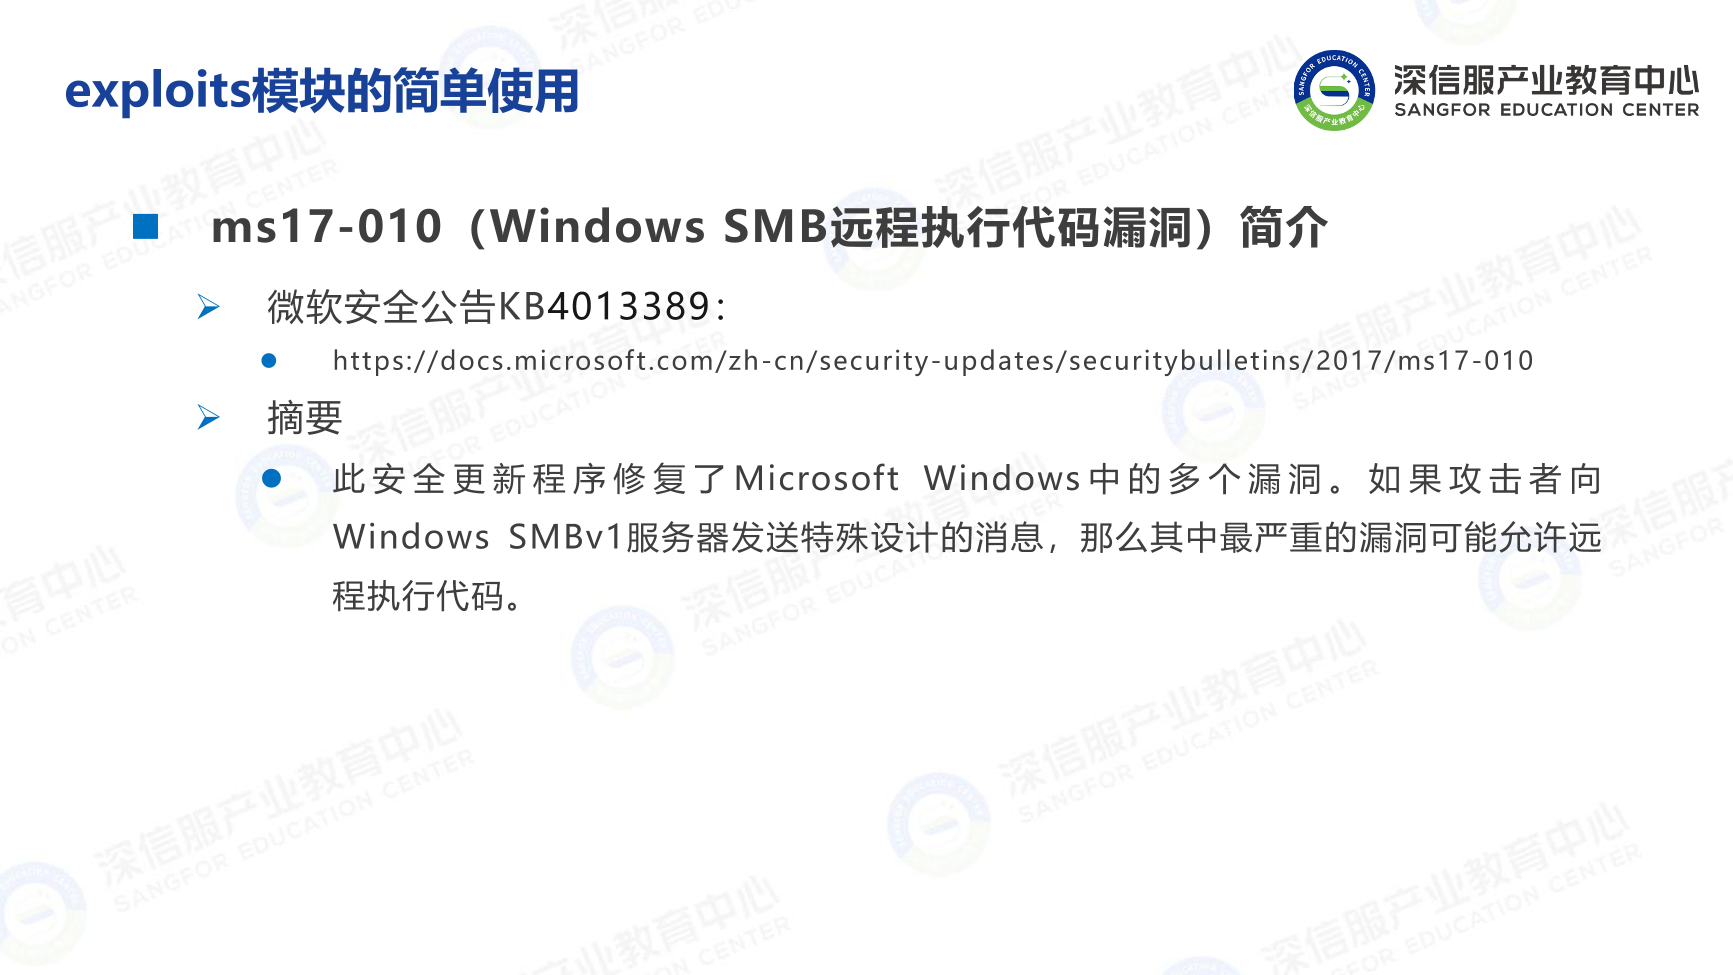 exploits模块的简单使用
深信服产业教育中心
SANGFOR EDUCATION CENTER
ms17-010（Windows SMB远程执行代码漏洞）简介
微软安全公告KB4013389：
https://docs.microsoft.com/zh-cn/security-updates/securitybulletins/2017/ms17-010
摘要
此安全更新程序修复了Microsoft Windows中的多个漏洞。如果攻击者向
Windows SMBv1服务器发送特殊设计的消息，那么其中最严重的漏洞可能允许远
程执行代码。